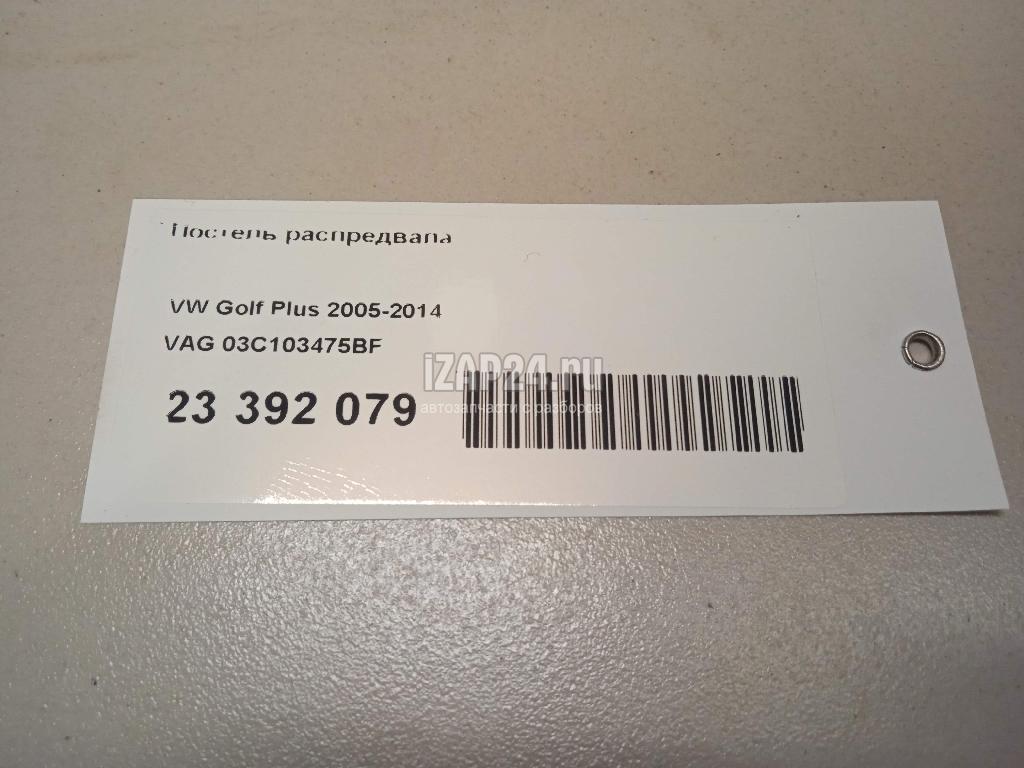 Постель распредвала
VW Golf Plus 2005-2014
VAG 03C103475BF
iZAP24.ru
автозапчасти с разборов
23 392 079